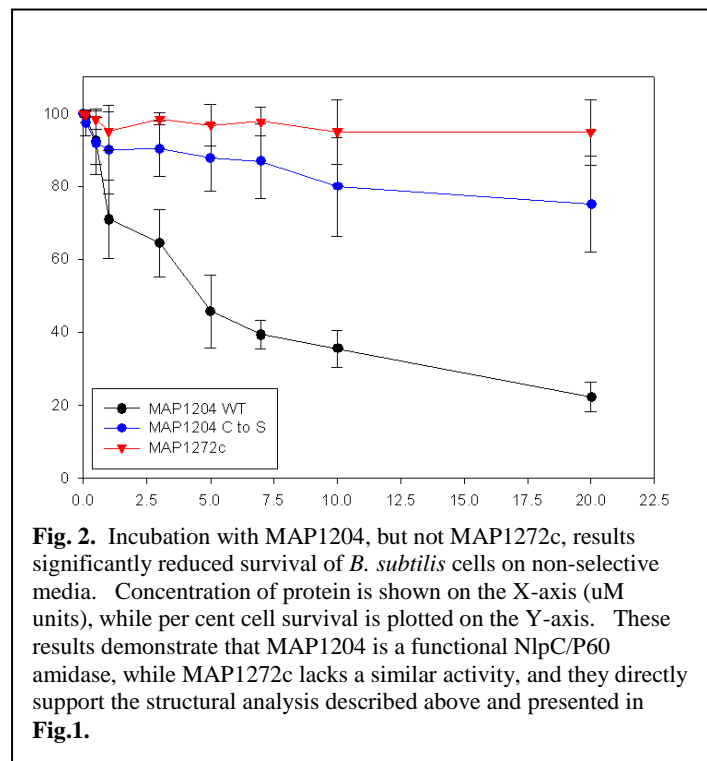 100
80
60
40
20
0
MAP1204 WT
MAP1204 C to S
MAP1272c
0.0 2.5 5.0 7.5 10.0 12.5 15.0 17.5 20.0 22.5
Fig. 2. Incubation with MAP1204, but not MAP1272c, results
significantly reduced survival of B. subtilis cells on non-selective
media. Concentration of protein is shown on the X-axis (uM
units), while per cent cell survival is plotted on the Y-axis. These
results demonstrate that MAP1204 is a functional NlpC/P60
amidase, while MAP1272c lacks a similar activity, and they directly
support the structural analysis described above and presented in
Fig.1.